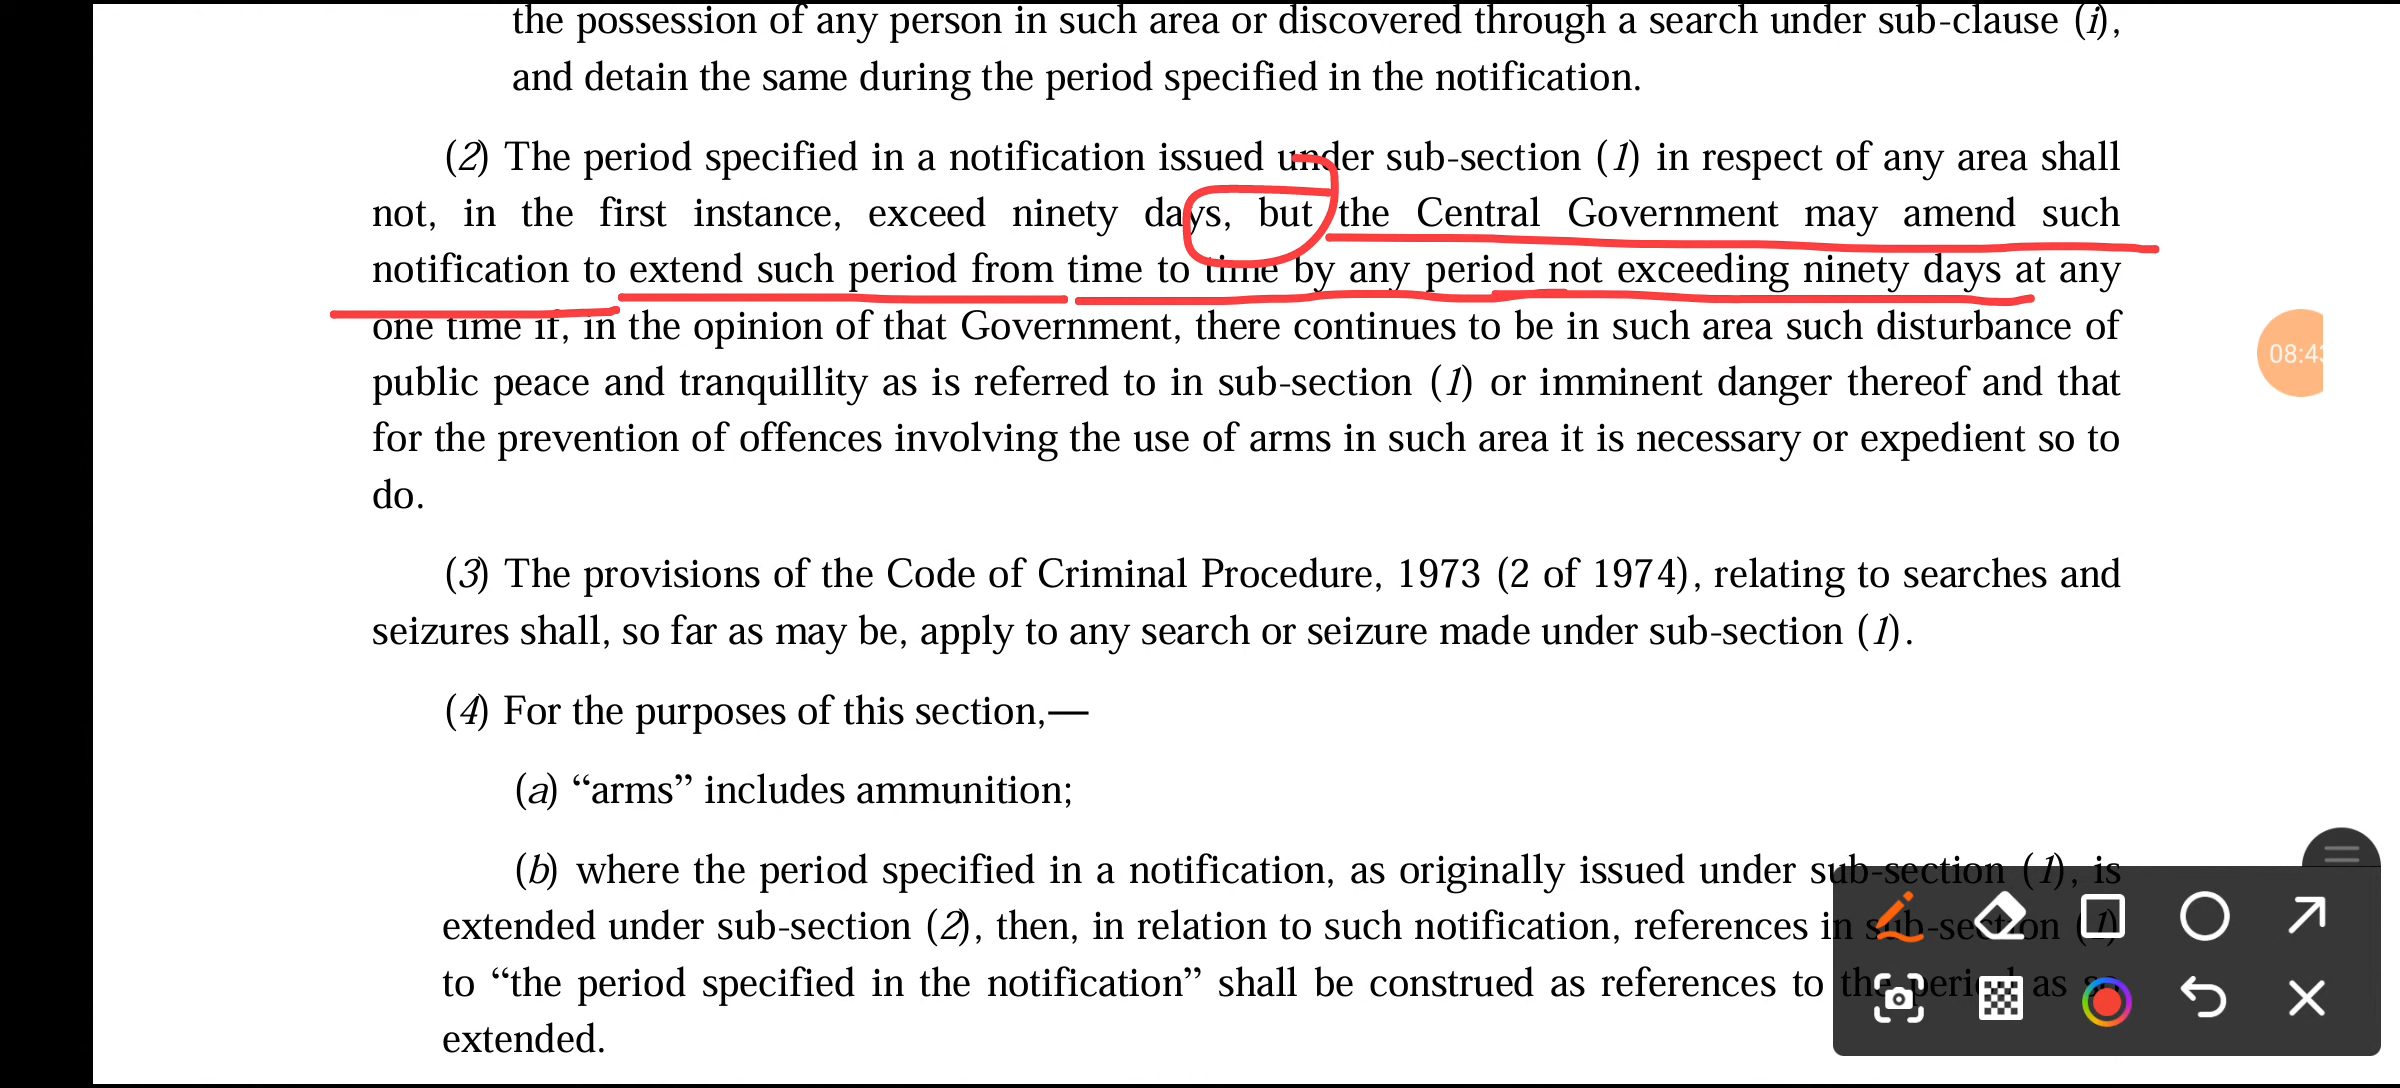 the possession of any person in such area or discovered through a search under sub-clause (i),
and detain the same during the period specified in the notification.
(2) The period specified in a notification issued under sub-section (1) in respect of any area shall
not, in the first instance, exceed ninety days, but the Central Government may amend such
notification to extend such period from time to time by any period not exceeding ninety days at any
one time if, in the opinion of that Government, there continues to be in such area such disturbance of
public peace and tranquillity as is referred to in sub-section (1) or imminent danger thereof and that
for the prevention of offences involving the use of arms in such area it is necessary or expedient so to
do.
(3) The provisions of the Code of Criminal Procedure, 1973 (2 of 1974), relating to searches and
seizures shall, so far as may be, apply to any search or seizure made under sub-section (1).
(4) For the purposes of this section,—
(a) “arms” includes ammunition;
(b) where the period specified in a notification, as originally issued under sub-section (1), is
extended under sub-section (2), then, in relation to such notification, references in sub-section (1)
to “the period specified in the notification” shall be construed as references to the period as so
extended.